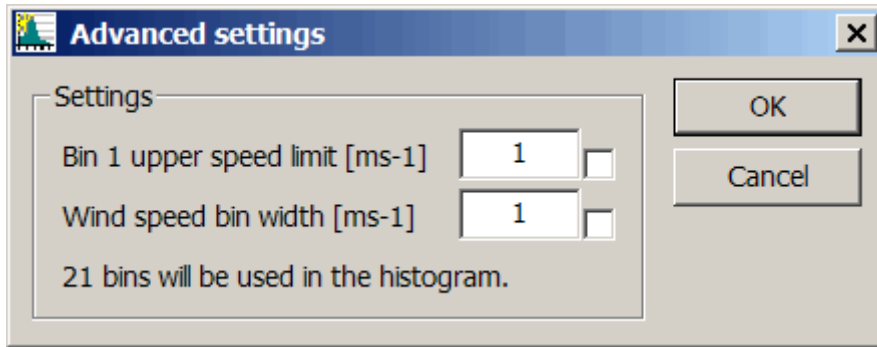 Advanced settings
Settings
OK
Bin 1 upper speed limit [ms-1] 1
Cancel
Wind speed bin width [ms-1] 1
21 bins will be used in the histogram.